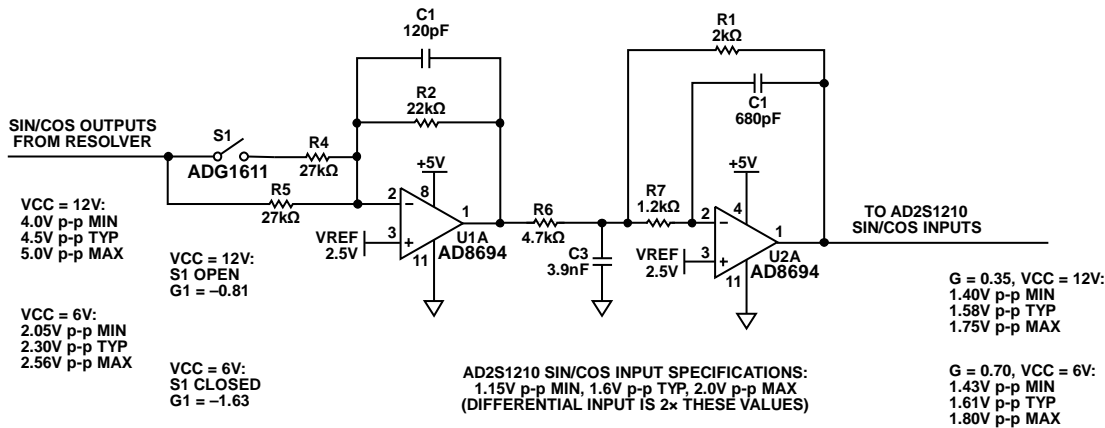 C1
120pF
R2
22kΩ
R1
2kΩ
C1
680pF
SIN/COS OUTPUTS
FROM RESOLVER
S1
ADG1611
R4
27kΩ
R5
27kΩ
+5V
8
2
–
1
3
+
11
VREF
2.5V
U1A
AD8694
R6
4.7kΩ
C3
3.9nF
R7
1.2kΩ
+5V
4
2
–
1
3
+
11
VREF
2.5V
U2A
AD8694
TO AD2S1210
SIN/COS INPUTS
VCC = 12V:
4.0V p-p MIN
4.5V p-p TYP
5.0V p-p MAX
VCC = 12V:
S1 OPEN
G1 = –0.81
VCC = 6V:
2.05V p-p MIN
2.30V p-p TYP
2.56V p-p MAX
VCC = 6V:
S1 CLOSED
G1 = –1.63
AD2S1210 SIN/COS INPUT SPECIFICATIONS:
1.15V p-p MIN, 1.6V p-p TYP, 2.0V p-p MAX
(DIFFERENTIAL INPUT IS 2× THESE VALUES)
G = 0.35, VCC = 12V:
1.40V p-p MIN
1.58V p-p TYP
1.75V p-p MAX
G = 0.70, VCC = 6V:
1.43V p-p MIN
1.61V p-p TYP
1.80V p-p MAX